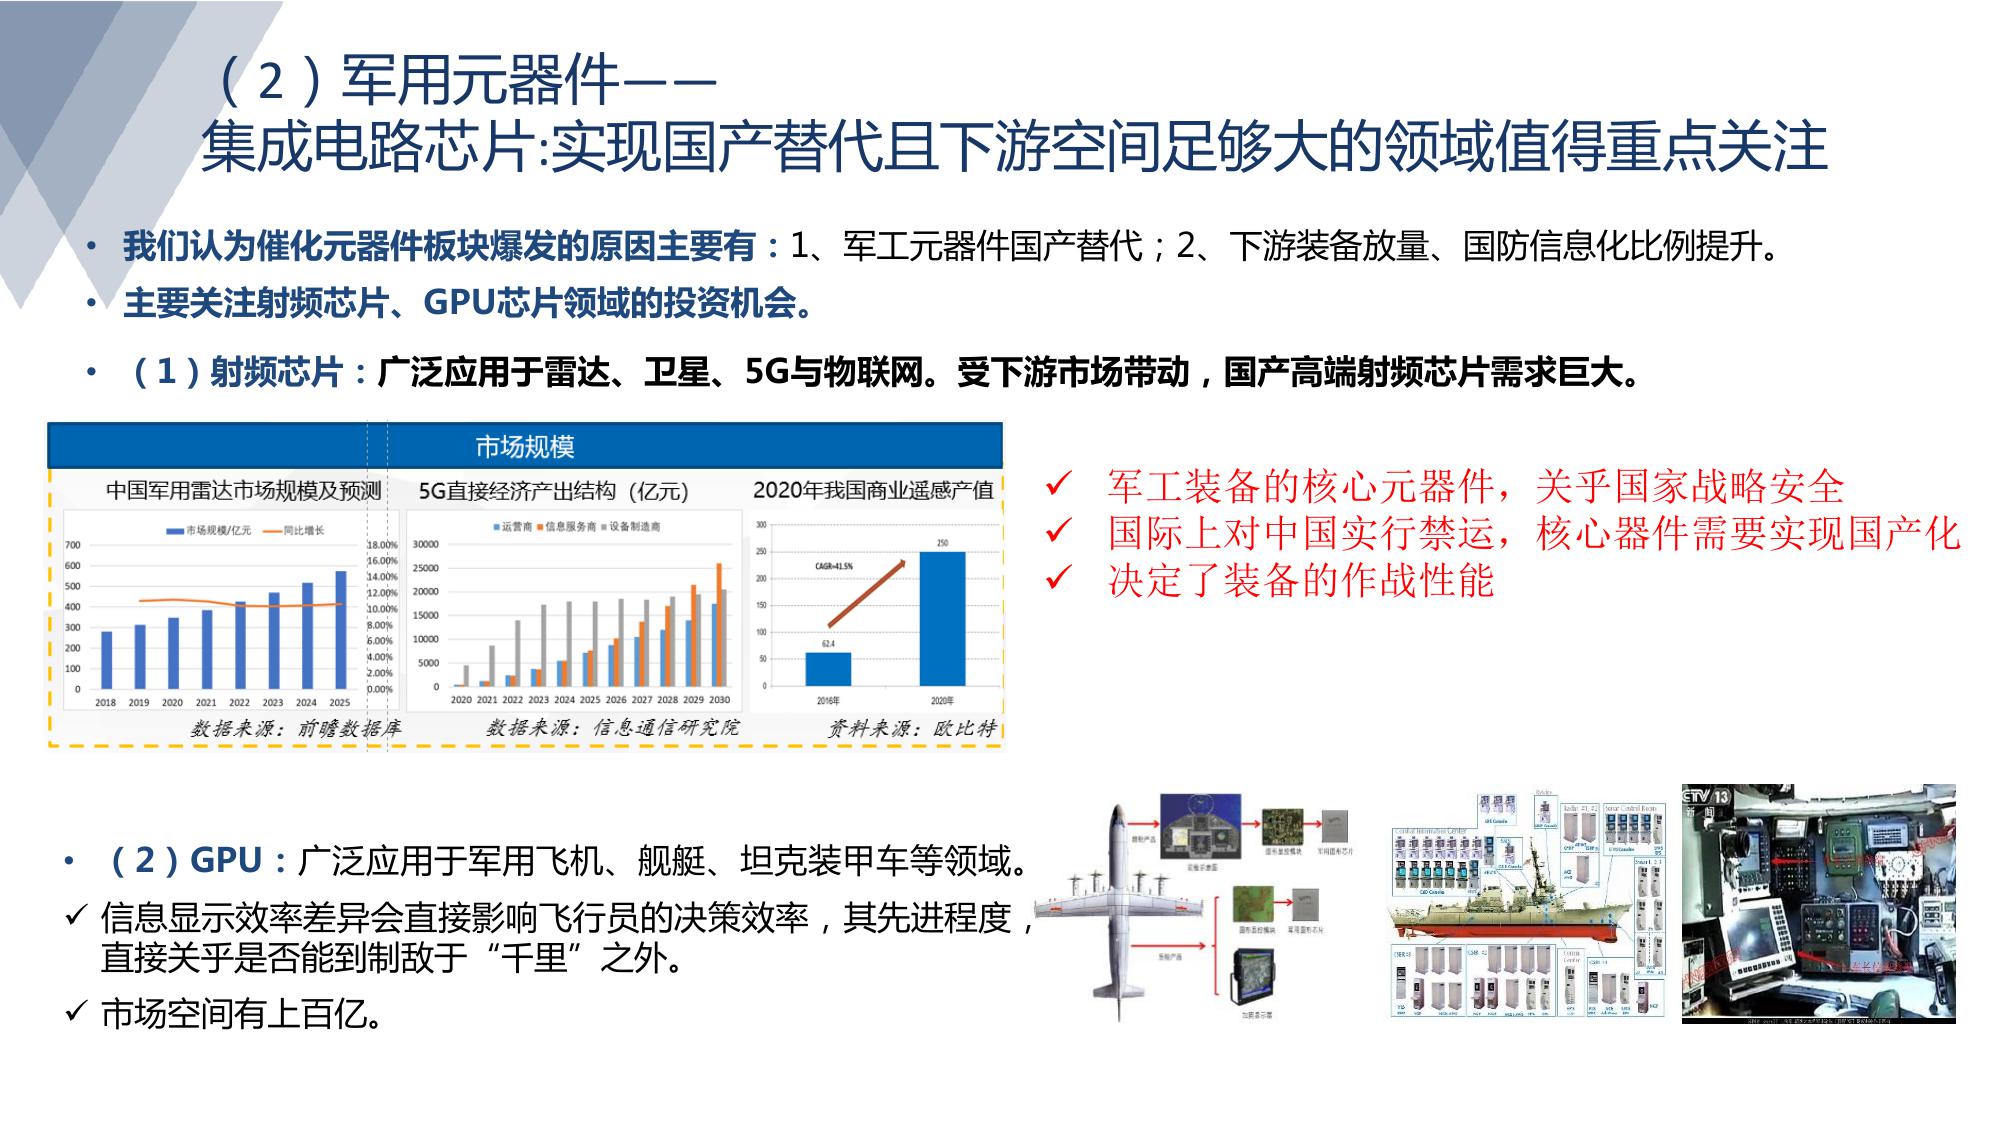 （2）军用元器件——
集成电路芯片:实现国产替代且下游空间足够大的领域值得重点关注
• 我们认为催化元器件板块爆发的原因主要有：1、军工元器件国产替代；2、下游装备放量、国防信息化比例提升。
• 主要关注射频芯片、GPU芯片领域的投资机会。
• （1）射频芯片：广泛应用于雷达、卫星、5G与物联网。受下游市场带动，国产高端射频芯片需求巨大。
市场规模
中国军用雷达市场规模及预测
市场规模/亿元 同比增长
700
600
500
400
300
200
100
0
18.00%
16.00%
14.00%
12.00%
10.00%
8.00%
6.00%
4.00%
2.00%
0.00%
2018 2019 2020 2021 2022 2023 2024 2025
数据来源：前瞻数据库
5G直接经济产出结构（亿元）
运营商 信息服务商 设备制造商
30000
25000
20000
15000
10000
5000
0
2020 2021 2022 2023 2024 2025 2026 2027 2028 2029 2030
数据来源：信息通信研究院
2020年我国商业遥感产值
300
250
200
150
100
50
0
CAGR=41.5%
62.4
250
2016年 2020年
资料来源：欧比特
✓ 军工装备的核心元器件，关乎国家战略安全
✓ 国际上对中国实行禁运，核心器件需要实现国产化
✓ 决定了装备的作战性能
• （2）GPU：广泛应用于军用飞机、舰艇、坦克装甲车等领域。
✓ 信息显示效率差异会直接影响飞行员的决策效率，其先进程度，
直接关乎是否能到制敌于“千里”之外。
✓ 市场空间有上百亿。
图形显控模块 军用图形芯片
加固显示器
CTV 13
新 闻